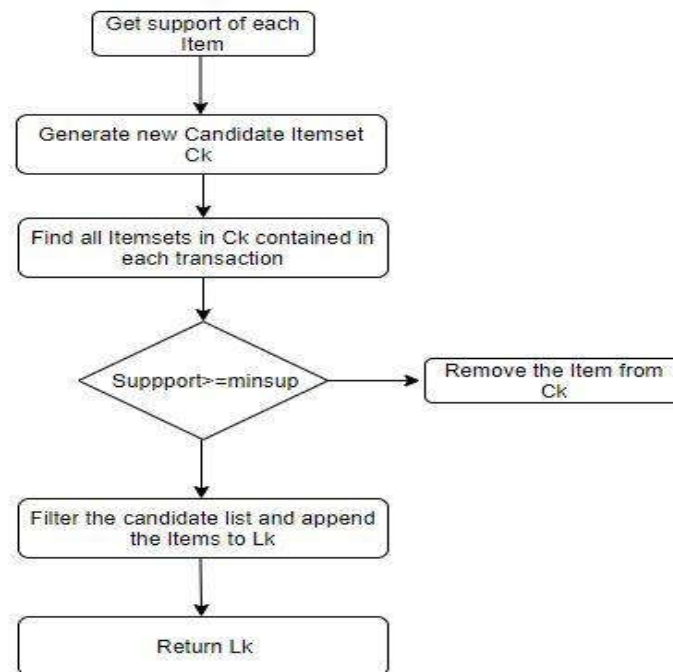 Get support of each
Item
Generate new Candidate Itemset
Ck
Find all Itemsets in Ck contained in
each transaction
Suppport>=minsup
Remove the Item from
Ck
Filter the candidate list and append
the Items to Lk
Return Lk